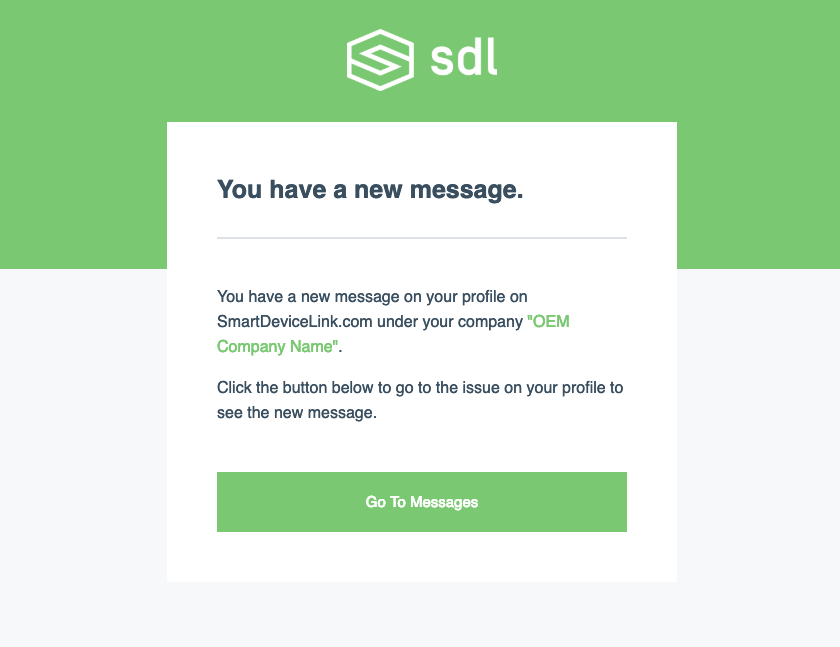 sdl
You have a new message.
You have a new message on your profile on
SmartDeviceLink.com under your company "OEM
Company Name".
Click the button below to go to the issue on your profile to
see the new message.
Go To Messages